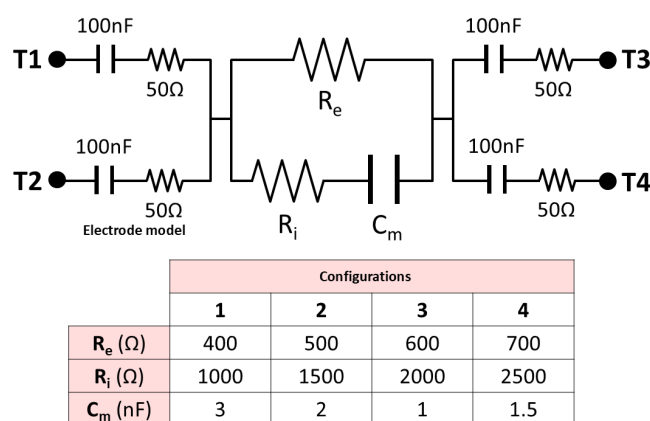 100nF
100nF
T1
T3
50Ω
50Ω
Re
100nF
100nF
T2
T4
50Ω
50Ω
Electrode model
Ri
Cm
Configurations
1 2 3 4
Re (Ω) 400 500 600 700
Ri (Ω) 1000 1500 2000 2500
Cm (nF) 3 2 1 1.5